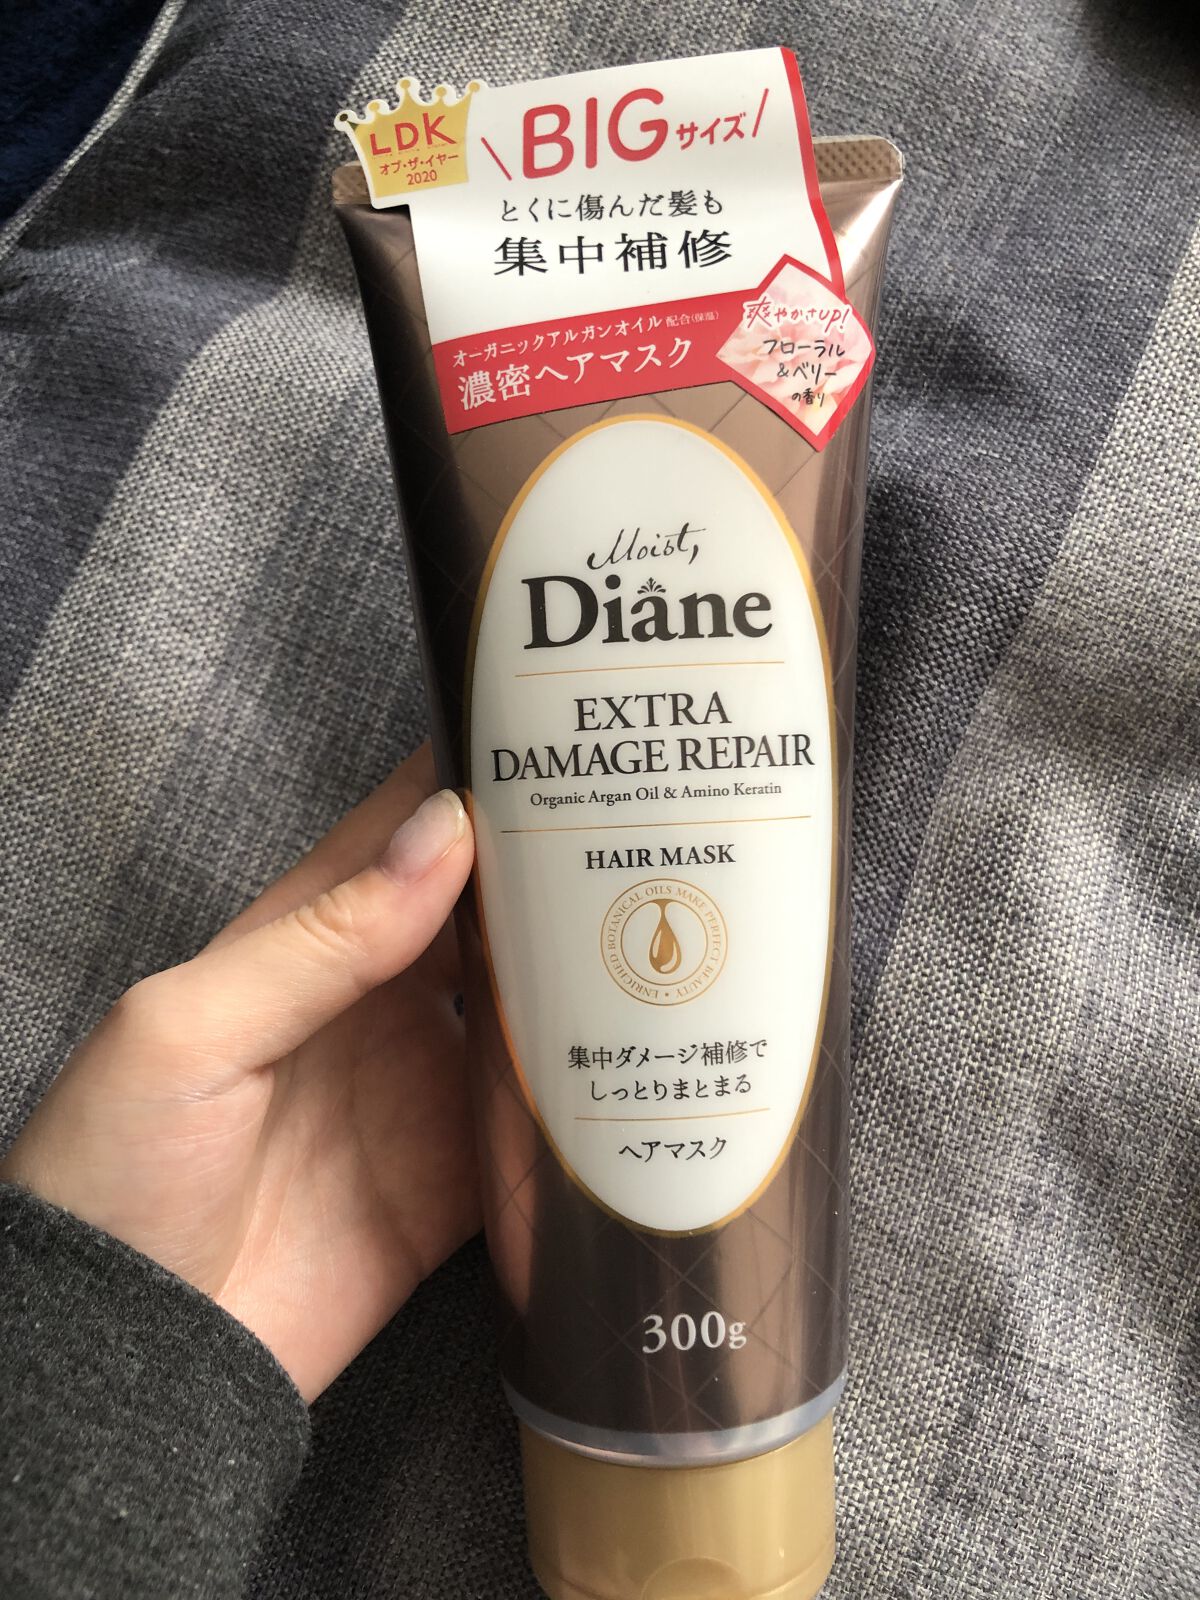 LDK
オブ・ザ・イヤー
2020
\BIGサイズ/
とくに傷んだ髪も
集中補修
オーガニックアルガンオイル 配合(保湿)
濃密ヘアマスク
爽やかさUP!
フローラル
&ベリー
の香り
Moist,
Diane
EXTRA
DAMAGE REPAIR
Organic Argan Oil & Amino Keratin
HAIR MASK
ENRICHED BOTANICAL OILS MAKE PERFECT BEAUTY •
集中ダメージ補修で
しっとりまとまる
ヘアマスク
300g